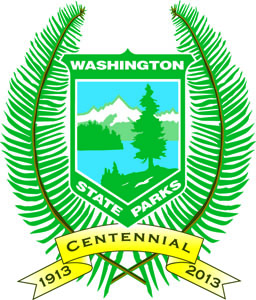 WASHINGTON
STATE PARKS
CENTENNIAL
1913 2013